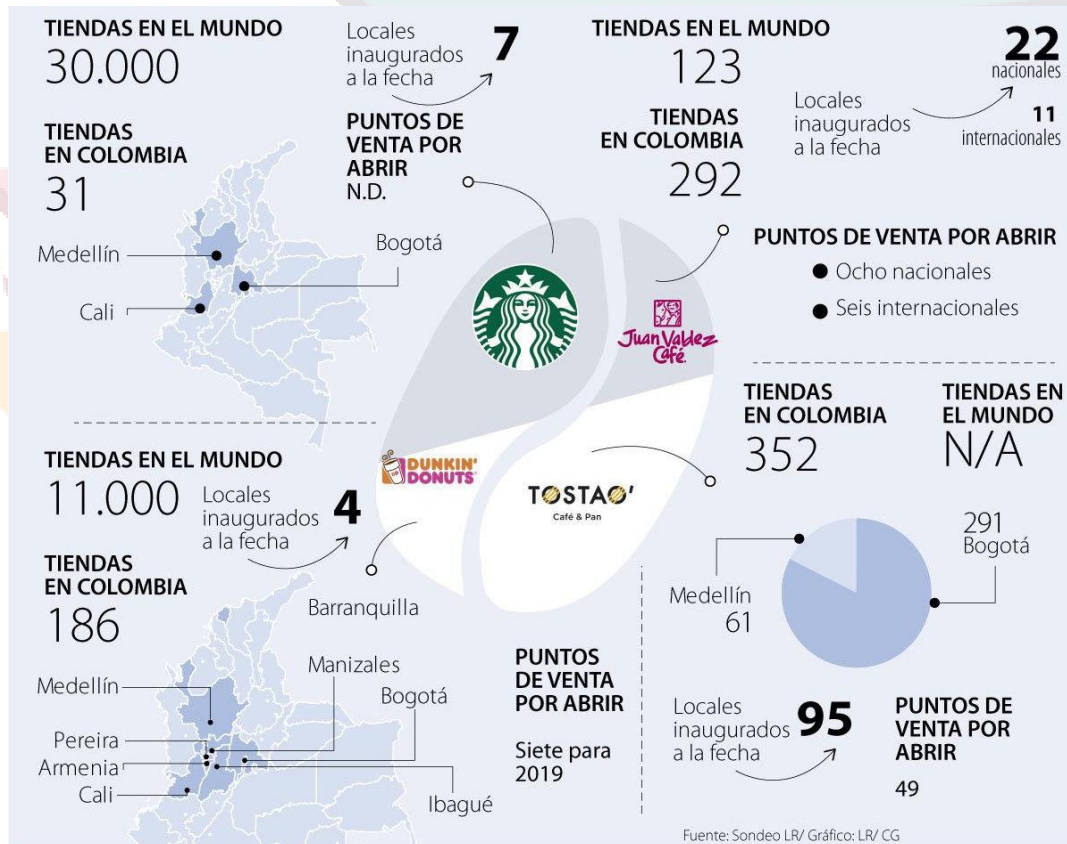 TIENDAS EN EL MUNDO
30.000
Locales
inaugurados
a la fecha
7
TIENDAS
EN COLOMBIA
31
PUNTOS DE
VENTA POR
ABRIR
N.D.
Medellín
Bogotá
Cali
TIENDAS EN EL MUNDO
123
TIENDAS
EN COLOMBIA
292
Locales
inaugurados
a la fecha
22
nacionales
11
internacionales
PUNTOS DE VENTA POR ABRIR
Ocho nacionales
Seis internacionales
Juan Valdez
Café
DUNKIN'
DONUTS
TOSTAO'
Café & Pan
TIENDAS EN EL MUNDO
11.000
Locales
inaugurados
a la fecha
4
TIENDAS
EN COLOMBIA
186
Barranquilla
Manizales
Medellín
Bogotá
Pereira
Armenia
Cali
Ibagué
PUNTOS
DE VENTA
POR ABRIR
Siete para
2019
TIENDAS
EN COLOMBIA
352
TIENDAS EN
EL MUNDO
N/A
291
Bogotá
Medellín
61
Locales
inaugurados
a la fecha
95
PUNTOS DE
VENTA POR
ABRIR
49
Fuente: Sondeo LR/ Gráfico: LR/ CG